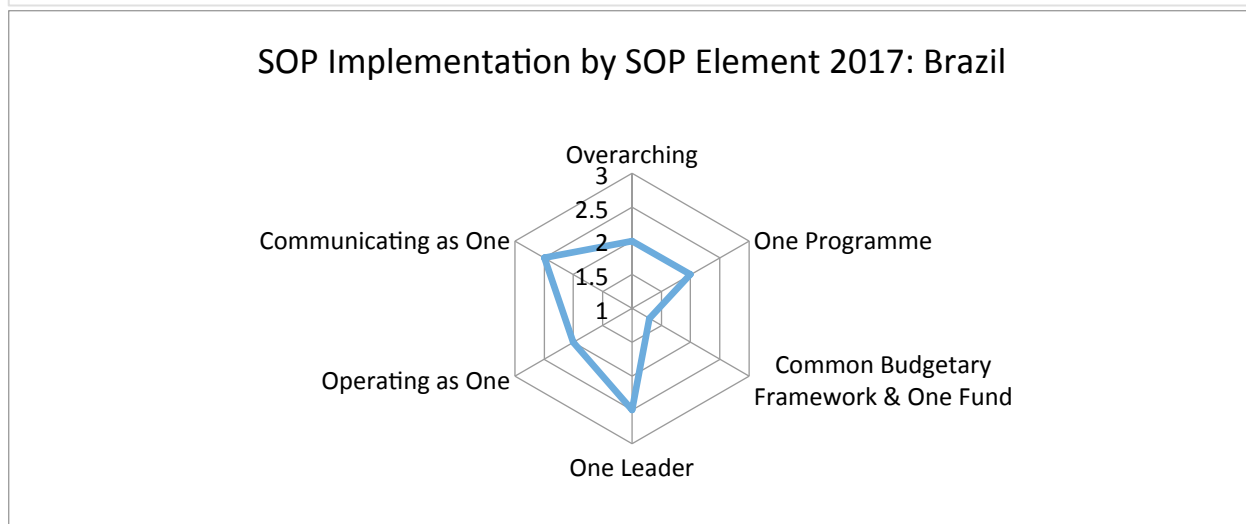 SOP Implementation by SOP Element 2017: Brazil
Overarching
3
2.5
2
1.5
1
One Programme
Common Budgetary
Framework & One Fund
One Leader
Operating as One
Communicating as One